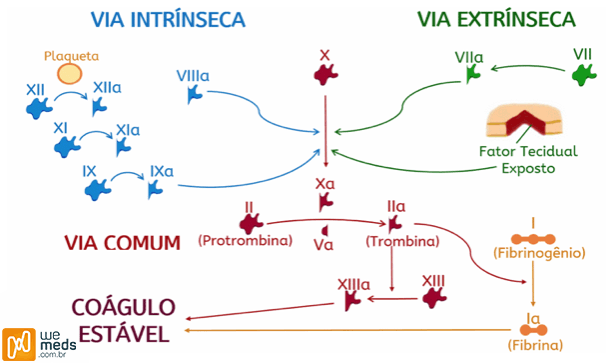 VIA INTRÍNSECA
VIA EXTRÍNSECA
Plaqueta
XII
XIIa
VIIIa
X
VIIa
VII
XI
XIa
IX
IXa
Fator Tecidual
Exposto
Xa
II
(Protrombina)
Va
IIa
(Trombina)
I
(Fibrinogênio)
VIA COMUM
XIIIa
XIII
COÁGULO
ESTÁVEL
Ia
(Fibrina)
we
meds
.com.br